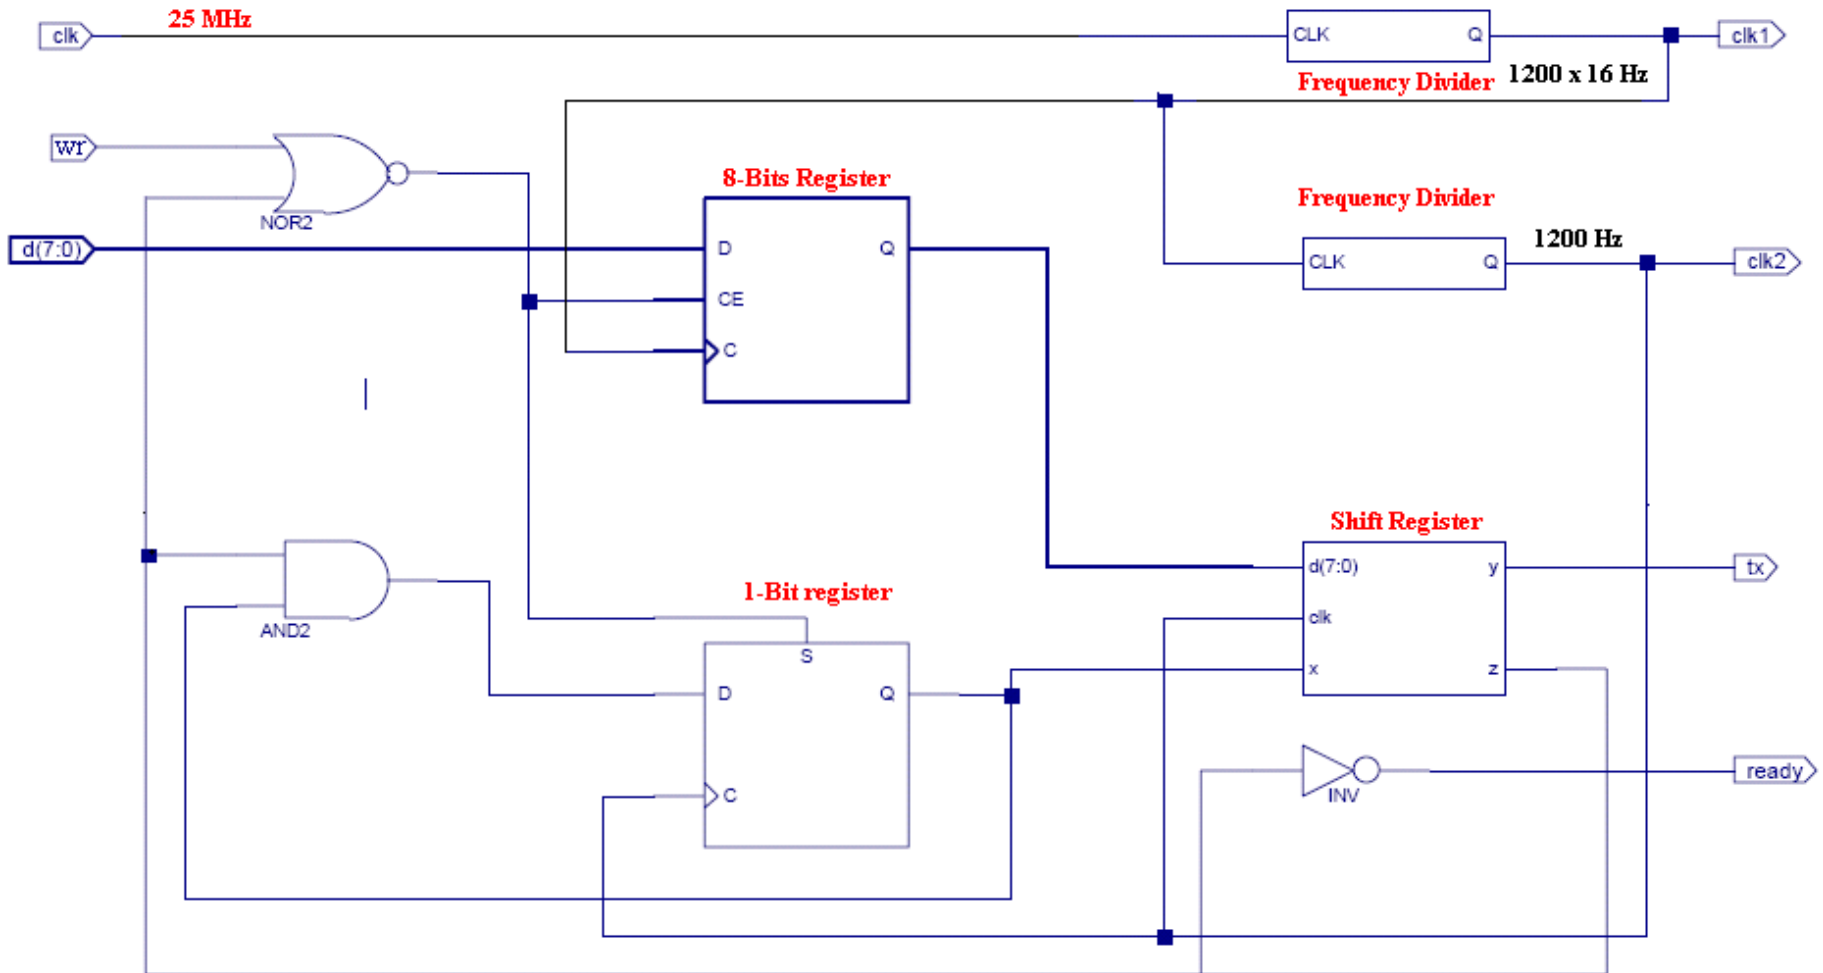 25 MHz
clk
CLK
Q
clk1
Frequency Divider
1200 x 16 Hz
wr
NOR2
8-Bits Register
Frequency Divider
d(7:0)
D
Q
CE
C
1200 Hz
CLK
Q
clk2
Shift Register
d(7:0)
y
tx
clk
x
z
AND2
1-Bit register
S
D
Q
C
INV
ready